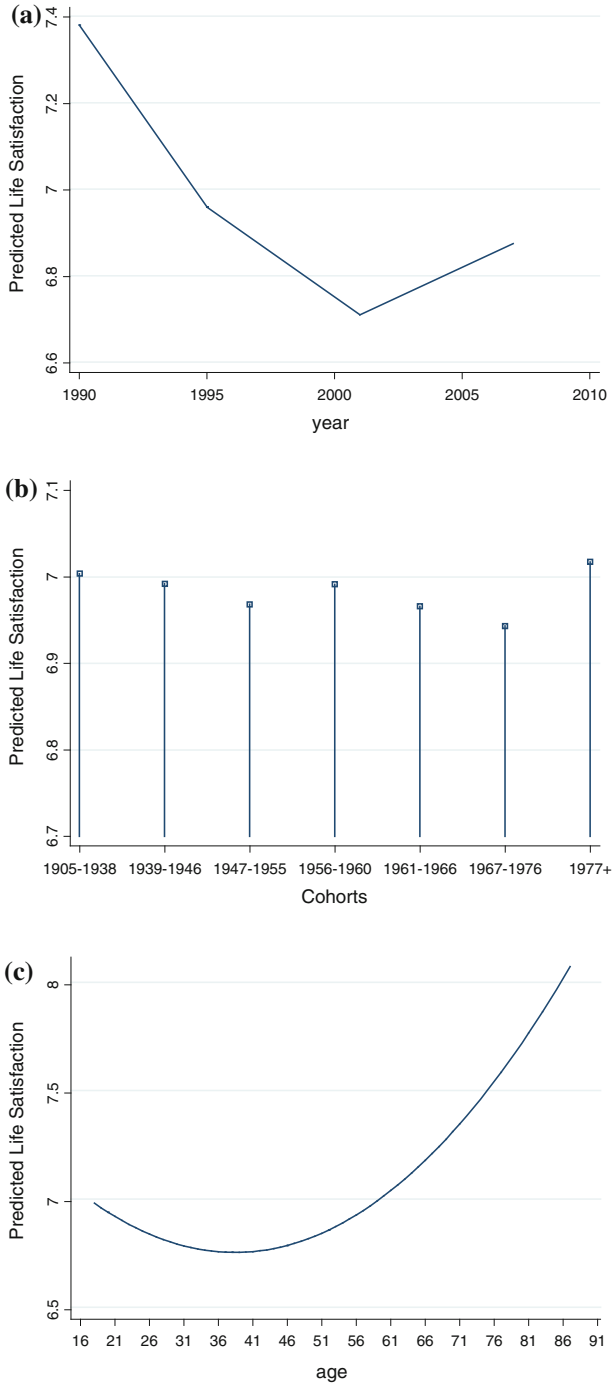 (a)
Predicted Life Satisfaction
7.4
7.2
7
6.8
6.6
1990 1995 2000 2005 2010
year
(b)
Predicted Life Satisfaction
7.1
7
6.9
6.8
6.7
1905-1938 1939-1946 1947-1955 1956-1960 1961-1966 1967-1976 1977+
Cohorts
(c)
Predicted Life Satisfaction
8
7.5
7
6.5
16 21 26 31 36 41 46 51 56 61 66 71 76 81 86 91
age